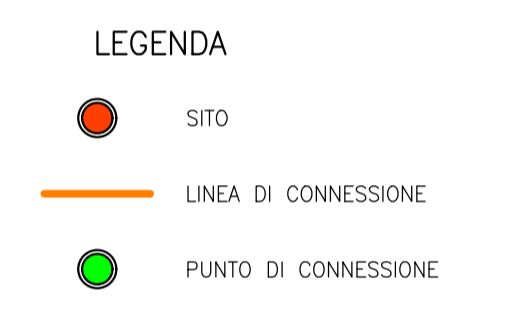 LEGENDA
SITO
LINEA DI CONNESSIONE
PUNTO DI CONNESSIONE